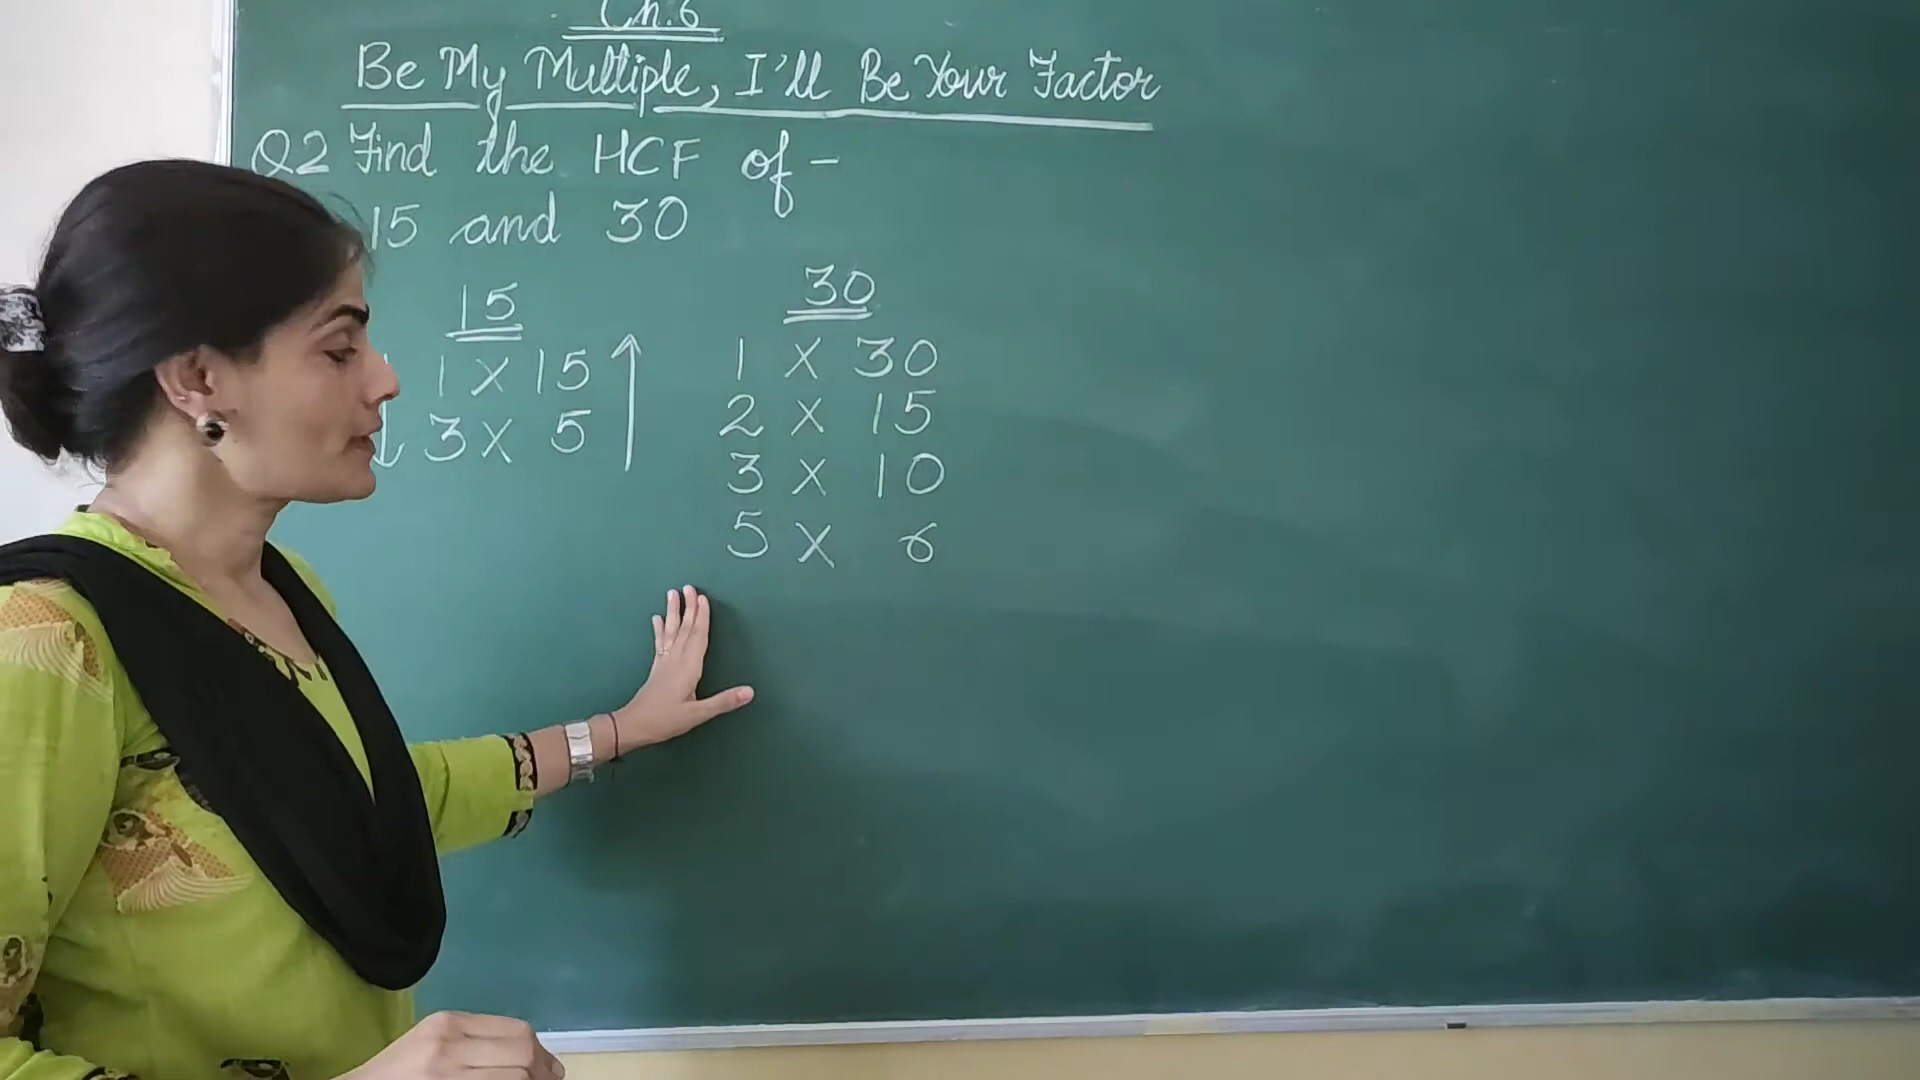 Ch.6
Be My Multiple, I'll Be Your Factor
Q2 Find the HCF of -
15 and 30
15
1 X 15
3 X 5
30
1 X 30
2 X 15
3 X 10
5 X 6